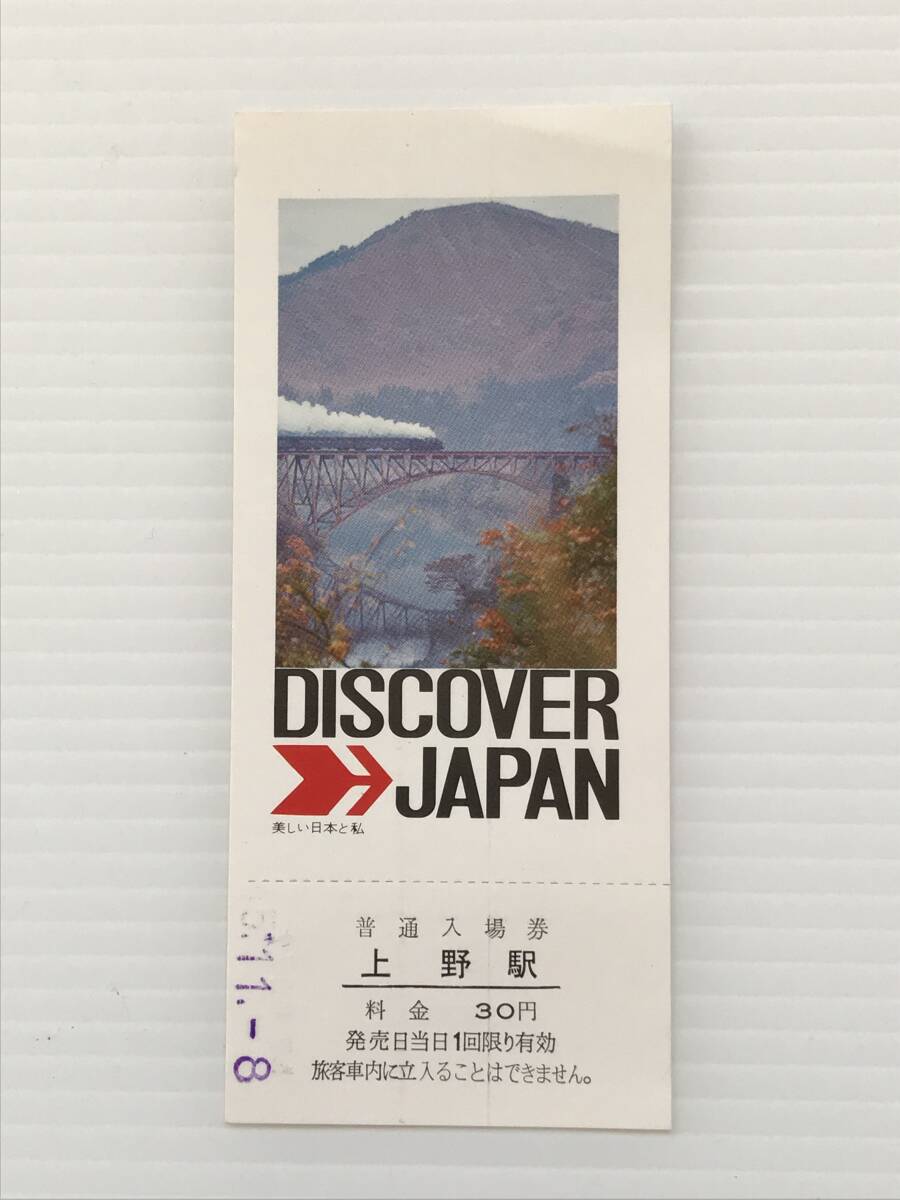 DISCOVER
JAPAN
美しい日本と私
普通入場券
上野駅
料金 30円
発売日当日1回限り有効
旅客車内に立入ることはできません。
.11.-8